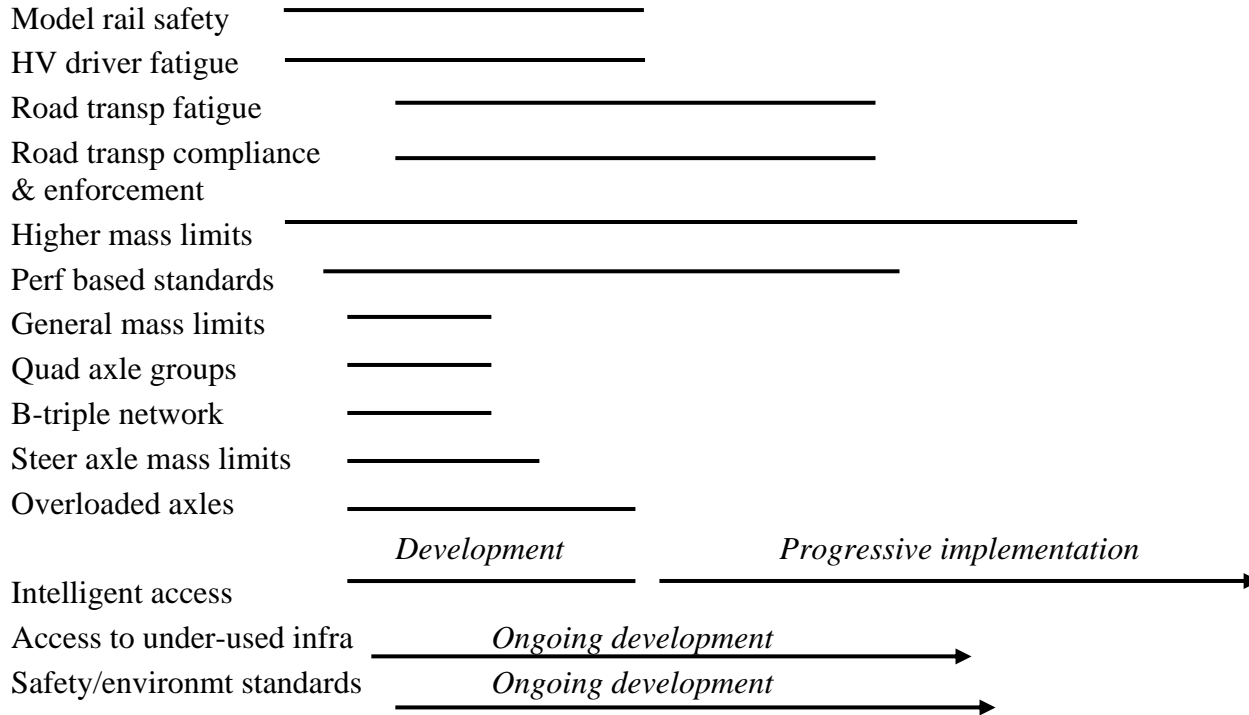 Model rail safety
HV driver fatigue
Road transp fatigue
Road transp compliance
& enforcement
Higher mass limits
Perf based standards
General mass limits
Quad axle groups
B-triple network
Steer axle mass limits
Overloaded axles
Development Progressive implementation
Intelligent access
Access to under-used infra Ongoing development
Safety/environmt standards Ongoing development